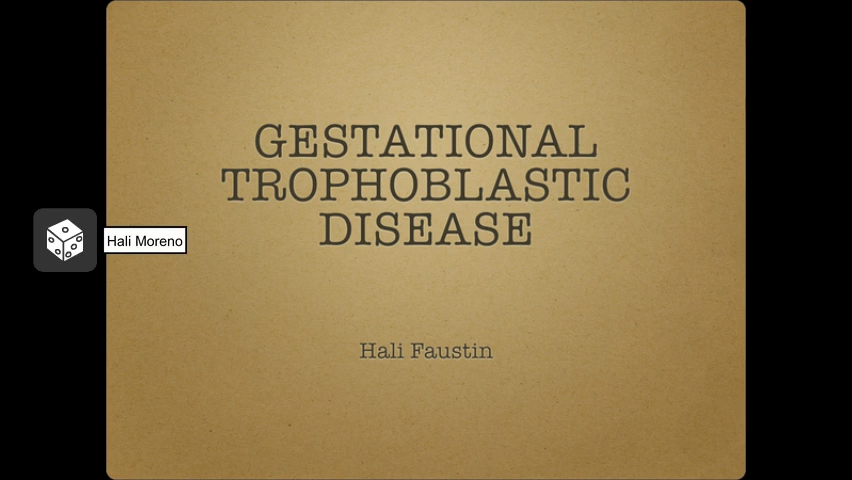 GESTATIONAL
TROPHOBLASTIC
DISEASE
Hali Moreno
Hali Faustin